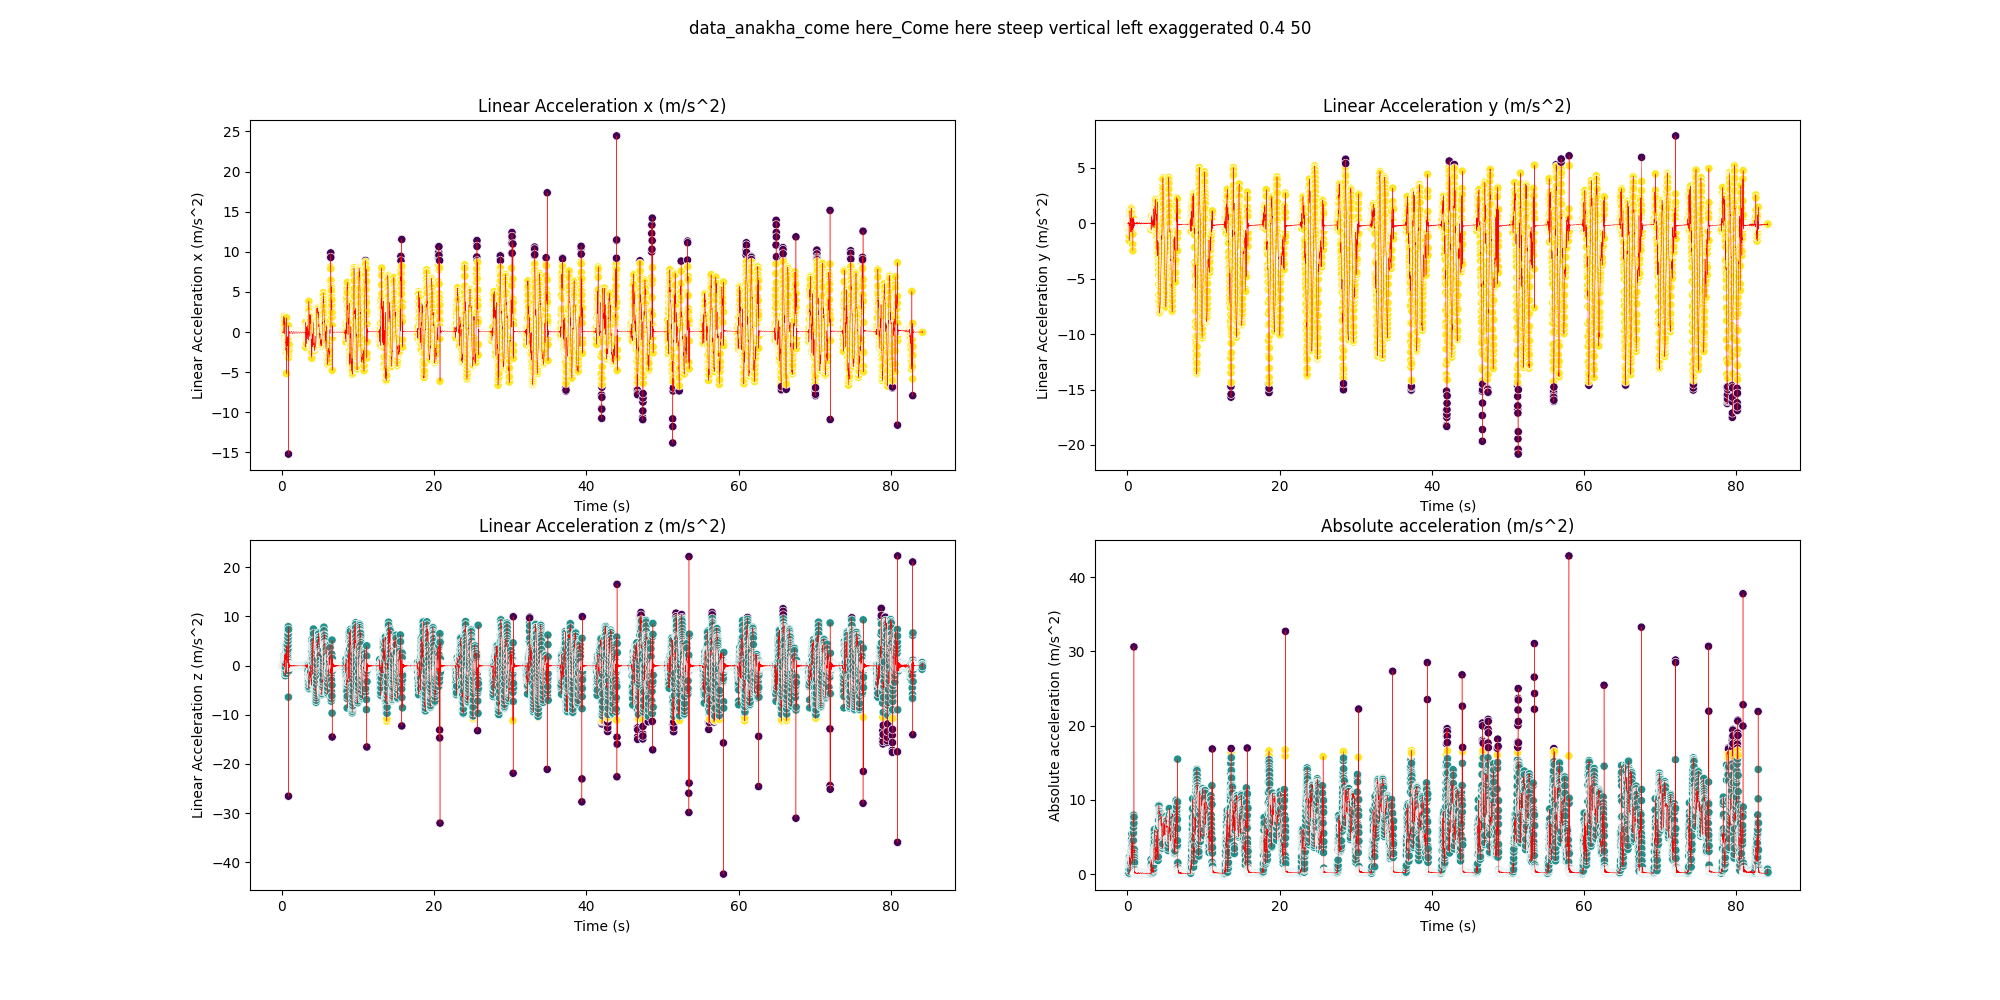 data_anakha_come here_Come here steep vertical left exaggerated 0.4 50
Linear Acceleration x (m/s^2)
Linear Acceleration x (m/s^2)
25
20
15
10
5
0
−5
−10
−15
0 20 40 60 80
Time (s)
Linear Acceleration y (m/s^2)
Linear Acceleration y (m/s^2)
5
0
−5
−10
−15
−20
0 20 40 60 80
Time (s)
Linear Acceleration z (m/s^2)
Linear Acceleration z (m/s^2)
20
10
0
−10
−20
−30
−40
0 20 40 60 80
Time (s)
Absolute acceleration (m/s^2)
Absolute acceleration (m/s^2)
40
30
20
10
0
0 20 40 60 80
Time (s)